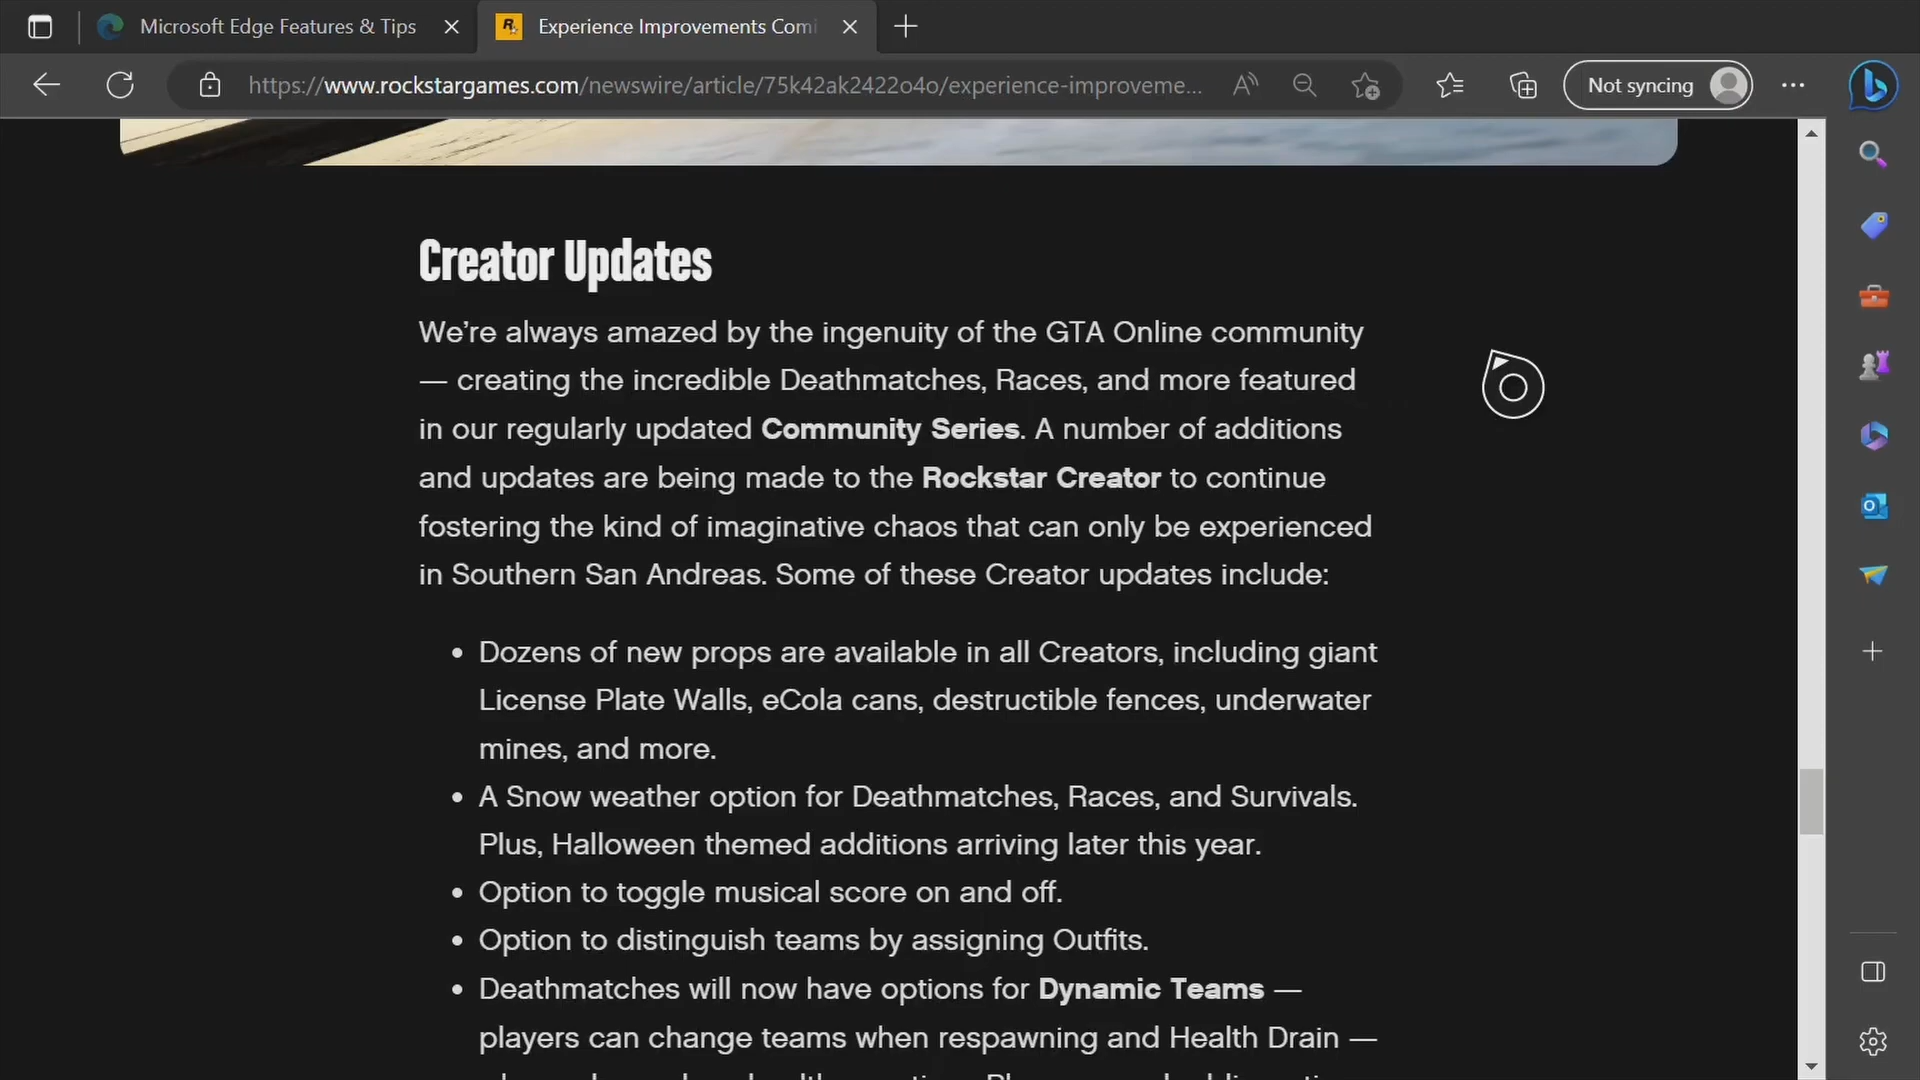 Microsoft Edge Features & Tips
Experience Improvements Comi
https://www.rockstargames.com/newswire/article/75k42ak2422o4o/experience-improveme...
Not syncing
Creator Updates
We’re always amazed by the ingenuity of the GTA Online community
— creating the incredible Deathmatches, Races, and more featured
in our regularly updated Community Series. A number of additions
and updates are being made to the Rockstar Creator to continue
fostering the kind of imaginative chaos that can only be experienced
in Southern San Andreas. Some of these Creator updates include:
• Dozens of new props are available in all Creators, including giant
License Plate Walls, eCola cans, destructible fences, underwater
mines, and more.
• A Snow weather option for Deathmatches, Races, and Survivals.
Plus, Halloween themed additions arriving later this year.
• Option to toggle musical score on and off.
• Option to distinguish teams by assigning Outfits.
• Deathmatches will now have options for Dynamic Teams —
players can change teams when respawning and Health Drain —